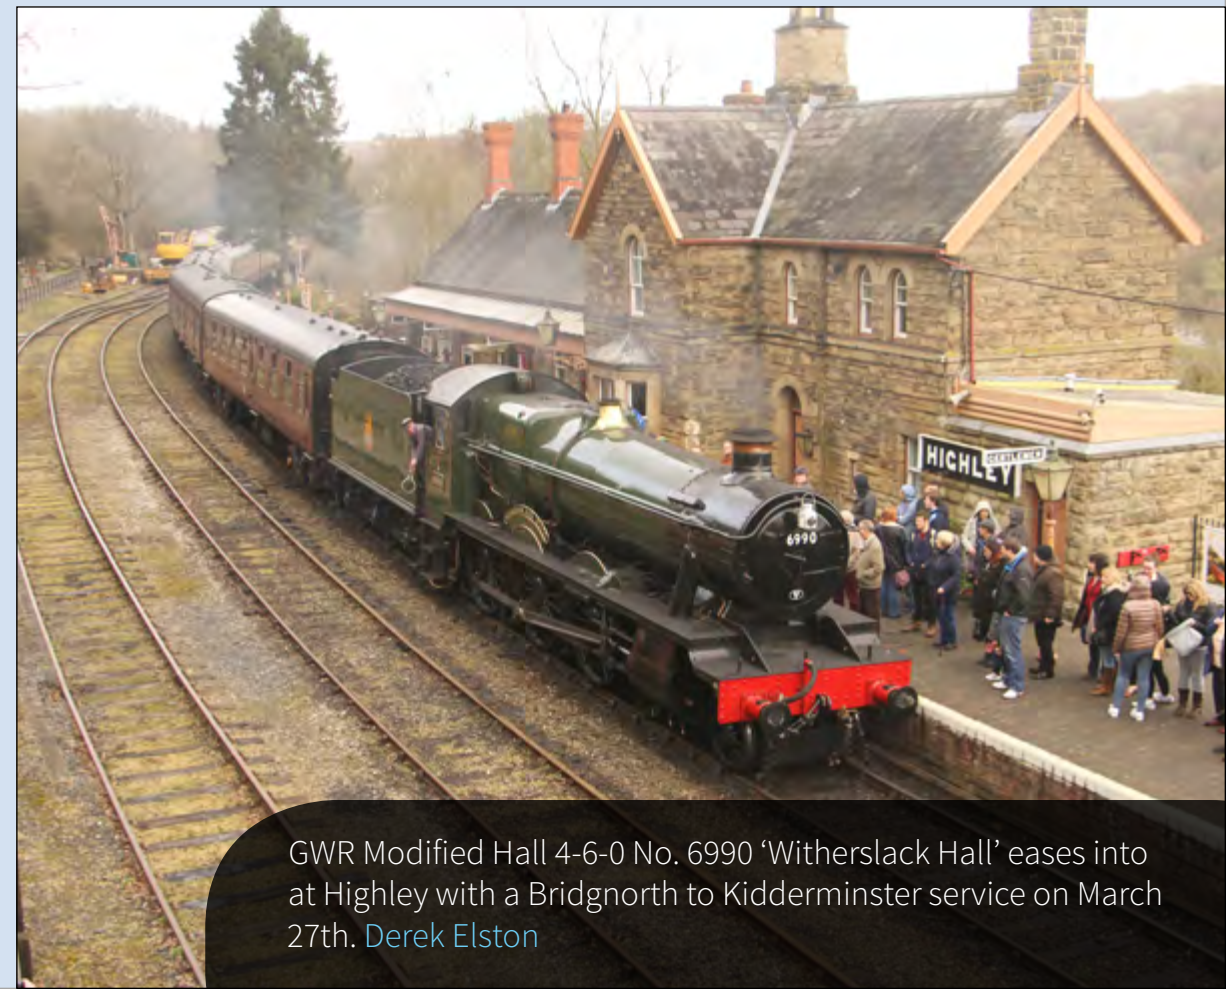 6990
HIGHLEY
GENTLEMEN
GWR Modified Hall 4-6-0 No. 6990 ‘Witherslack Hall’ eases into
at Highley with a Bridgnorth to Kidderminster service on March
27th. Derek Elston